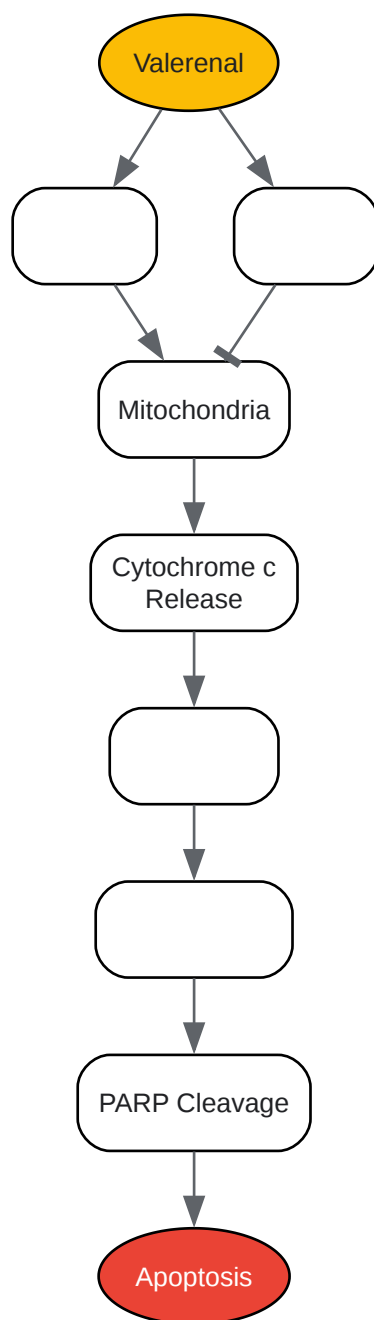 Valerenal
Mitochondria
Cytochrome c
Release
PARP Cleavage
Apoptosis